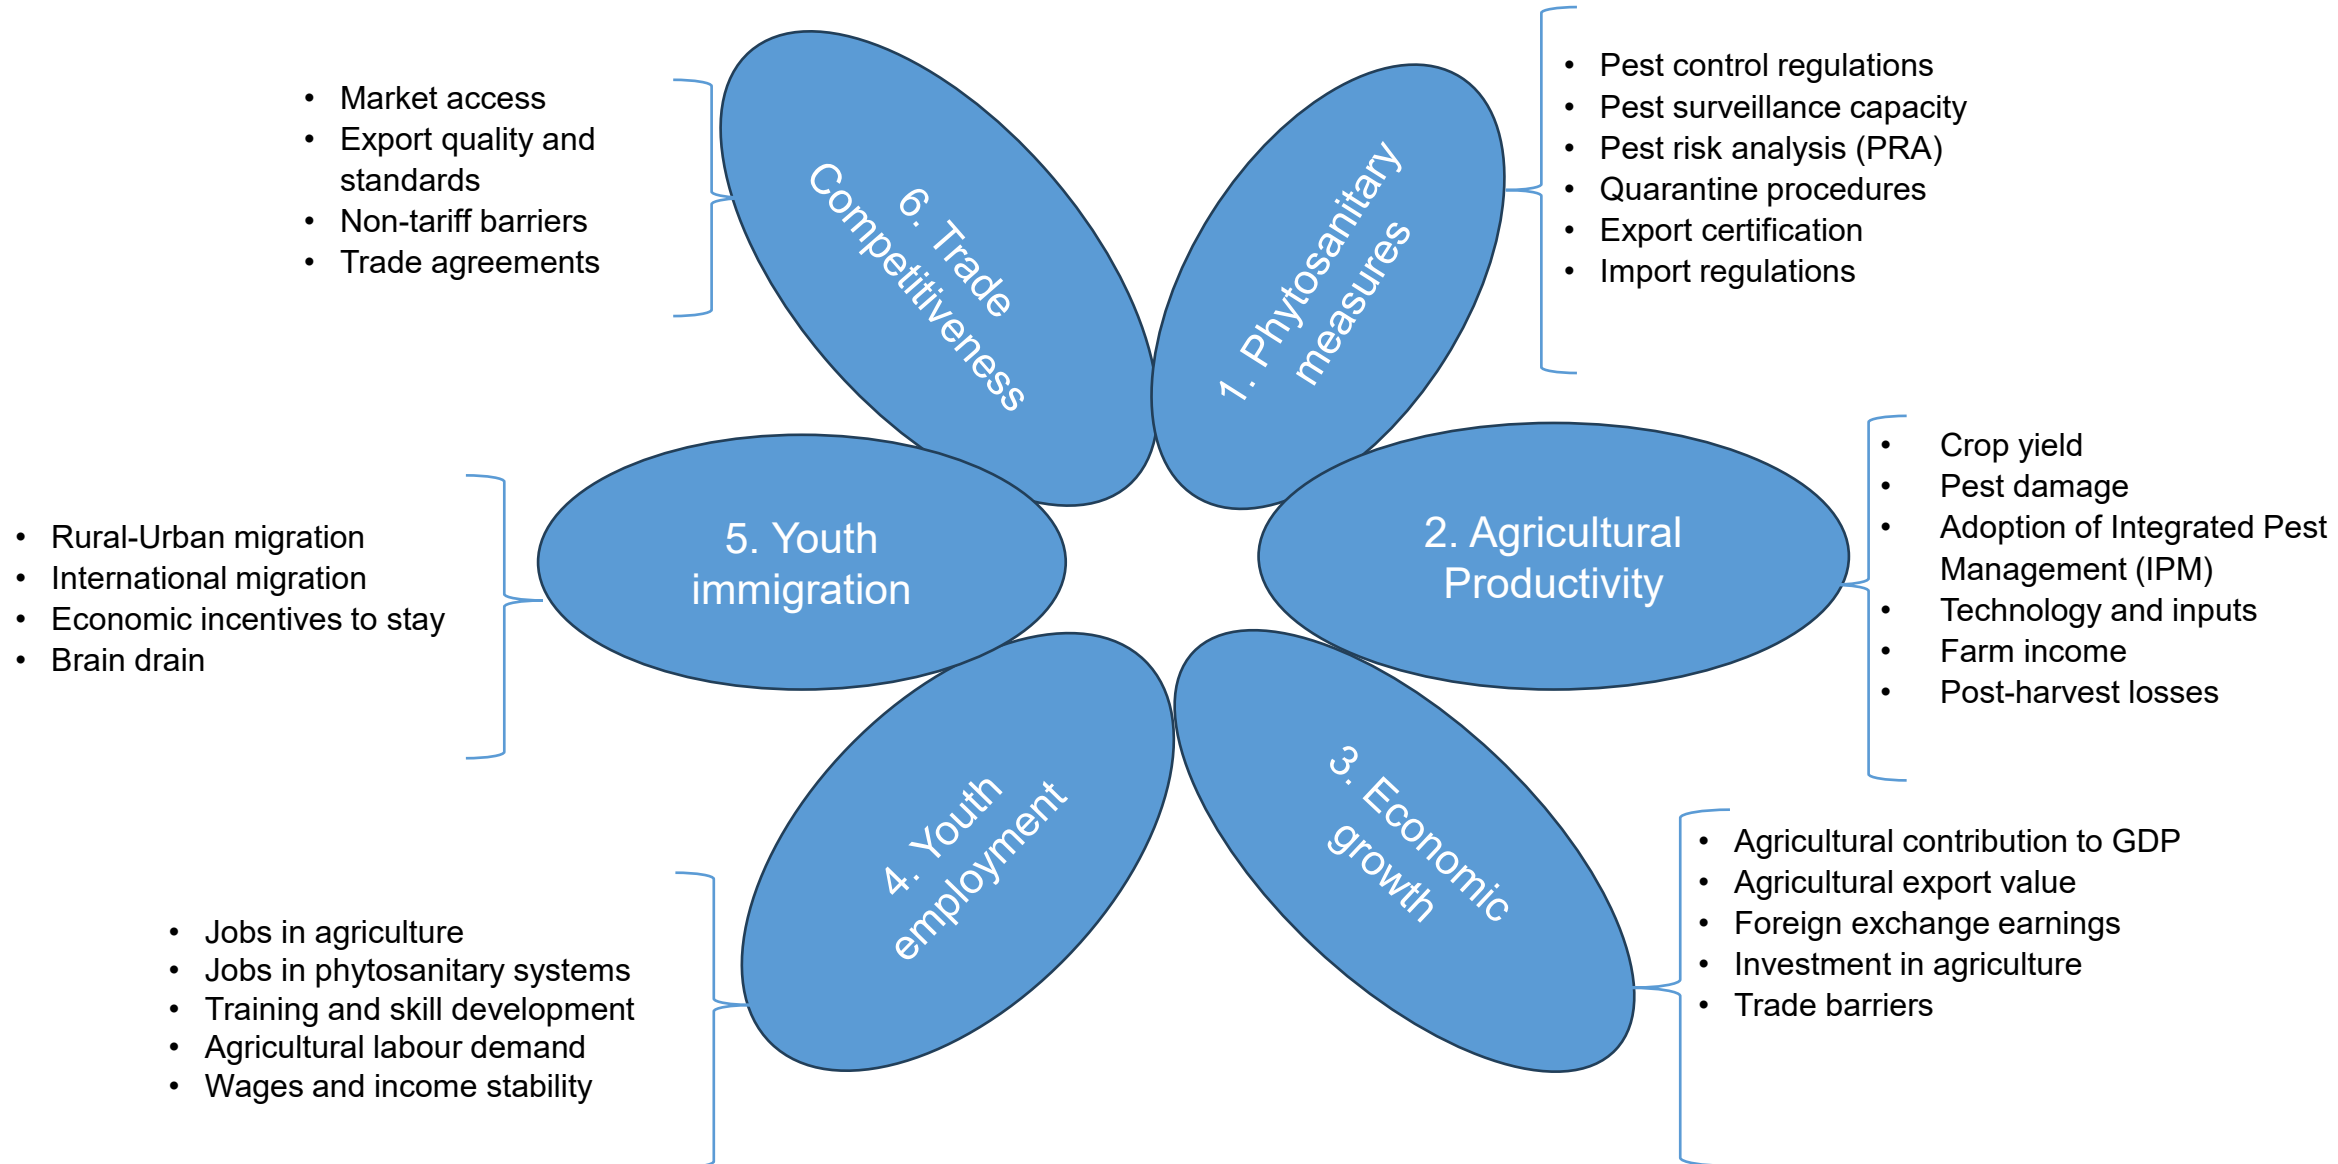 1. Phytosanitary
measures
• Pest control regulations
• Pest surveillance capacity
• Pest risk analysis (PRA)
• Quarantine procedures
• Export certification
• Import regulations
2. Agricultural
Productivity
• Crop yield
• Pest damage
• Adoption of Integrated Pest
Management (IPM)
• Technology and inputs
• Farm income
• Post-harvest losses
3. Economic
growth
• Agricultural contribution to GDP
• Agricultural export value
• Foreign exchange earnings
• Investment in agriculture
• Trade barriers
4. Youth
employment
• Jobs in agriculture
• Jobs in phytosanitary systems
• Training and skill development
• Agricultural labour demand
• Wages and income stability
5. Youth
immigration
• Rural-Urban migration
• International migration
• Economic incentives to stay
• Brain drain
6. Trade
Competitiveness
• Market access
• Export quality and
standards
• Non-tariff barriers
• Trade agreements